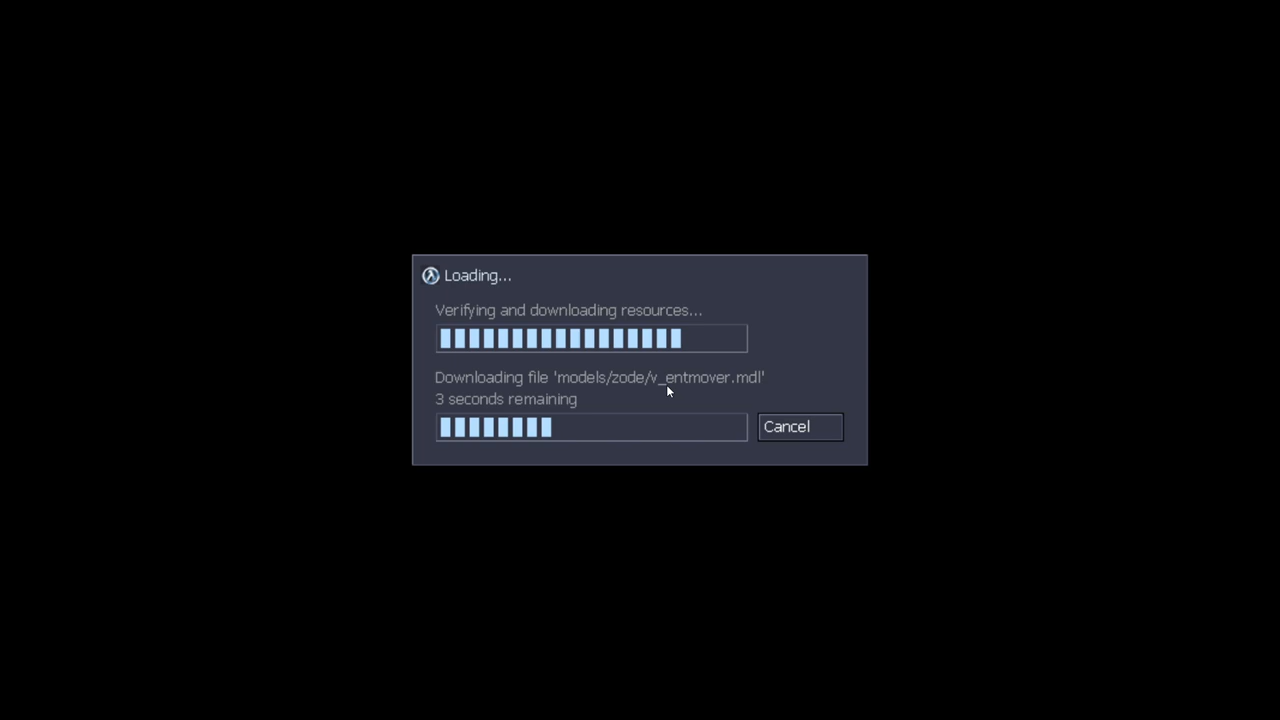 Loading...
Verifying and downloading resources...
Downloading file 'models/zode/v_entmover.mdl'
3 seconds remaining
Cancel